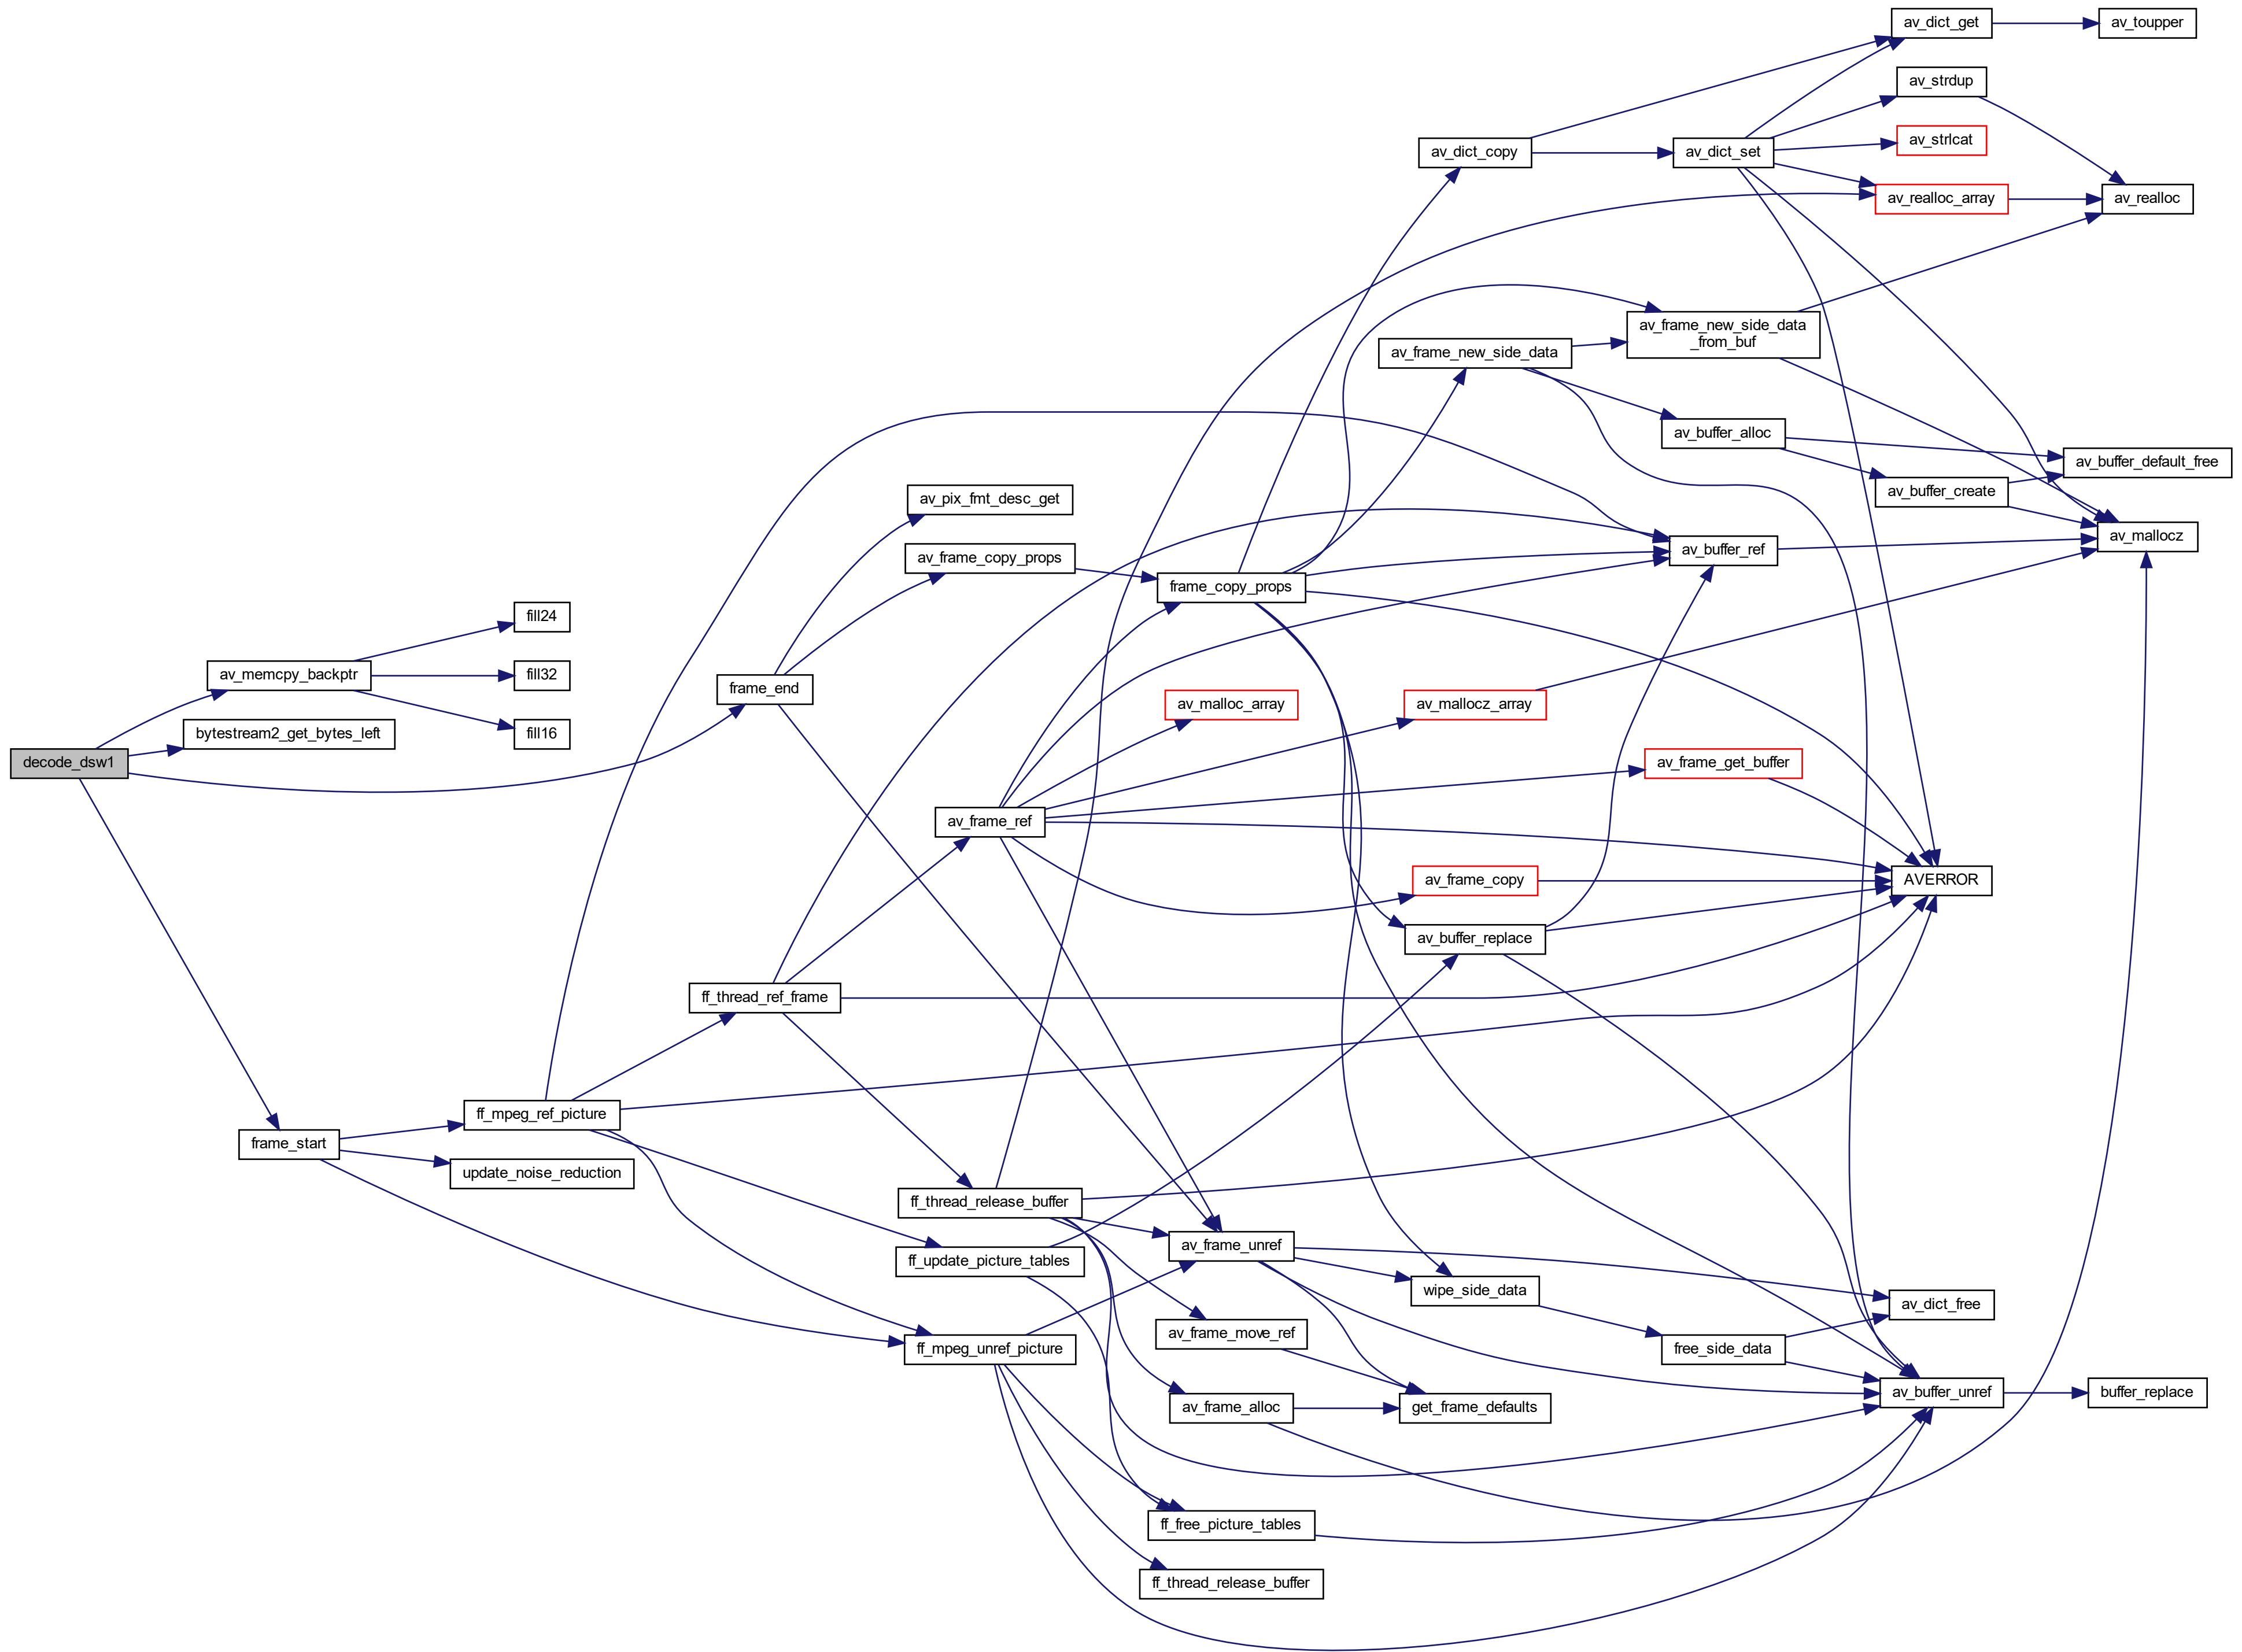 decode_dsw1
av_memcpy_backptr
bytestream2_get_bytes_left
frame_start
fill24
fill32
fill16
ff_mpeg_ref_picture
update_noise_reduction
frame_end
ff_thread_ref_frame
av_pix_fmt_desc_get
av_frame_copy_props
av_frame_ref
ff_thread_release_buffer
ff_update_picture_tables
ff_mpeg_unref_picture
frame_copy_props
av_malloc_array
av_frame_unref
av_frame_move_ref
av_frame_alloc
ff_free_picture_tables
ff_thread_release_buffer
av_dict_copy
av_frame_new_side_data
av_mallocz_array
av_frame_copy
av_buffer_replace
wipe_side_data
get_frame_defaults
av_dict_set
av_frame_new_side_data
_from_buf
av_buffer_alloc
av_buffer_ref
av_frame_get_buffer
free_side_data
av_dict_get
av_strdup
av_strlcat
av_realloc_array
av_buffer_create
AVERROR
av_dict_free
av_buffer_unref
av_toupper
av_realloc
av_buffer_default_free
av_mallocz
buffer_replace